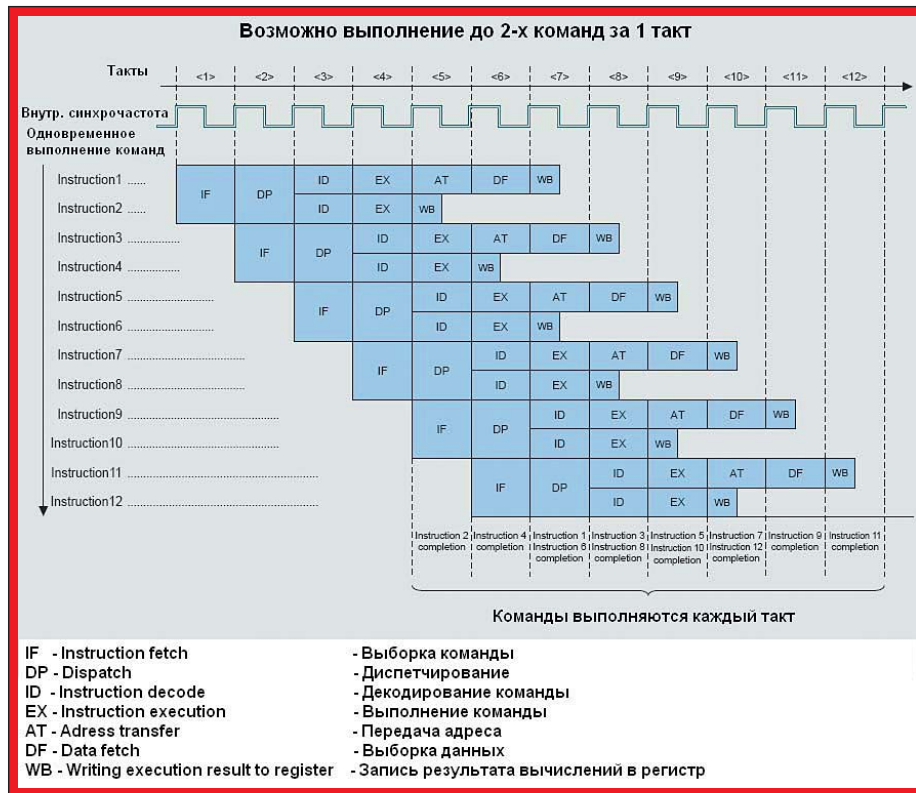 Возможно выполнение до 2-х команд за 1 такт
Такты <1> <2> <3> <4> <5> <6> <7> <8> <9> <10> <11> <12>
Внутр. синхрочастота
Одновременное
выполнение команд
Instruction1 ...... IF DP ID EX AT DF WB
Instruction2 ...... ID EX WB
Instruction3 .................. IF DP ID EX AT DF WB
Instruction4 .................. ID EX WB
Instruction5 .............................. IF DP ID EX AT DF WB
Instruction6 .............................. ID EX WB
Instruction7 ........................................ IF DP ID EX AT DF WB
Instruction8 ........................................ ID EX WB
Instruction9 .................................................... IF DP ID EX AT DF WB
Instruction10 .................................................... ID EX WB
Instruction11 ................................................................ IF DP ID EX AT DF WB
Instruction12 ................................................................ ID EX WB
Instruction 2 Instruction 4 Instruction 1 Instruction 3 Instruction 5 Instruction 7 Instruction 9 Instruction 11
completion completion Instruction 6 Instruction 8 Instruction 10 Instruction 12 completion completion
completion completion completion completion
Команды выполняются каждый такт
IF - Instruction fetch - Выборка команды
DP - Dispatch - Диспетчирование
ID - Instruction decode - Декодирование команды
EX - Instruction execution - Выполнение команды
AT - Adress transfer - Передача адреса
DF - Data fetch - Выборка данных
WB - Writing execution result to register - Запись результата вычислений в регистр